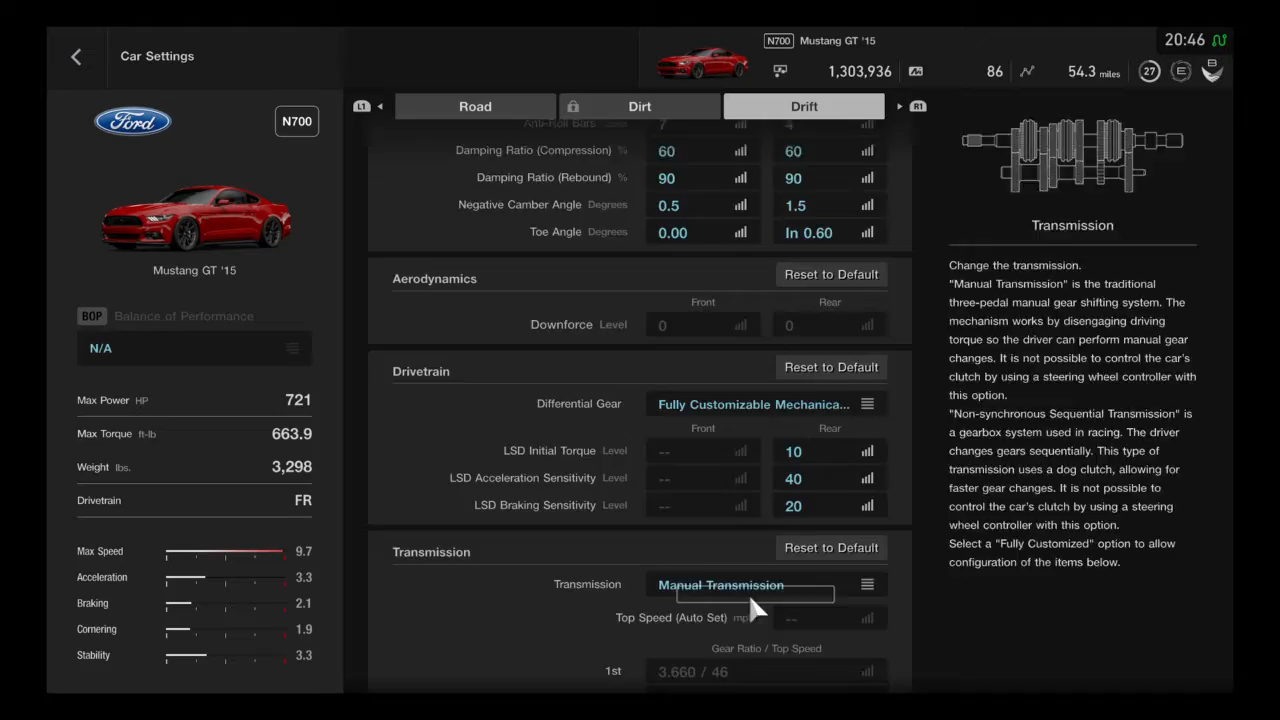 Car Settings
N700 Mustang GT '15
20:46
1,303,936
86
54.3 miles
27
E
B
L1
Road
Dirt
Drift
R1
Ford
N700
Mustang GT '15
BOP Balance of Performance
N/A
Max Power HP 721
Max Torque ft-lb 663.9
Weight lbs. 3,298
Drivetrain FR
Max Speed 9.7
Acceleration 3.3
Braking 2.1
Cornering 1.9
Stability 3.3
Anti-Roll Bars 7 4
Damping Ratio (Compression) % 60 60
Damping Ratio (Rebound) % 90 90
Negative Camber Angle Degrees 0.5 1.5
Toe Angle Degrees 0.00 In 0.60
Aerodynamics Reset to Default
Front Rear
Downforce Level 0 0
Drivetrain Reset to Default
Differential Gear Fully Customizable Mechanica...
Front Rear
LSD Initial Torque Level -- 10
LSD Acceleration Sensitivity Level -- 40
LSD Braking Sensitivity Level -- 20
Transmission Reset to Default
Transmission Manual Transmission
Top Speed (Auto Set) --
Gear Ratio / Top Speed
1st 3.660 / 46
Transmission
Change the transmission.
"Manual Transmission" is the traditional
three-pedal manual gear shifting system. The
mechanism works by disengaging driving
torque so the driver can perform manual gear
changes. It is not possible to control the car's
clutch by using a steering wheel controller with
this option.
"Non-synchronous Sequential Transmission" is
a gearbox system used in racing. The driver
changes gears sequentially. This type of
transmission uses a dog clutch, allowing for
faster gear changes. It is not possible to
control the car's clutch by using a steering
wheel controller with this option.
Select a "Fully Customized" option to allow
configuration of the items below.